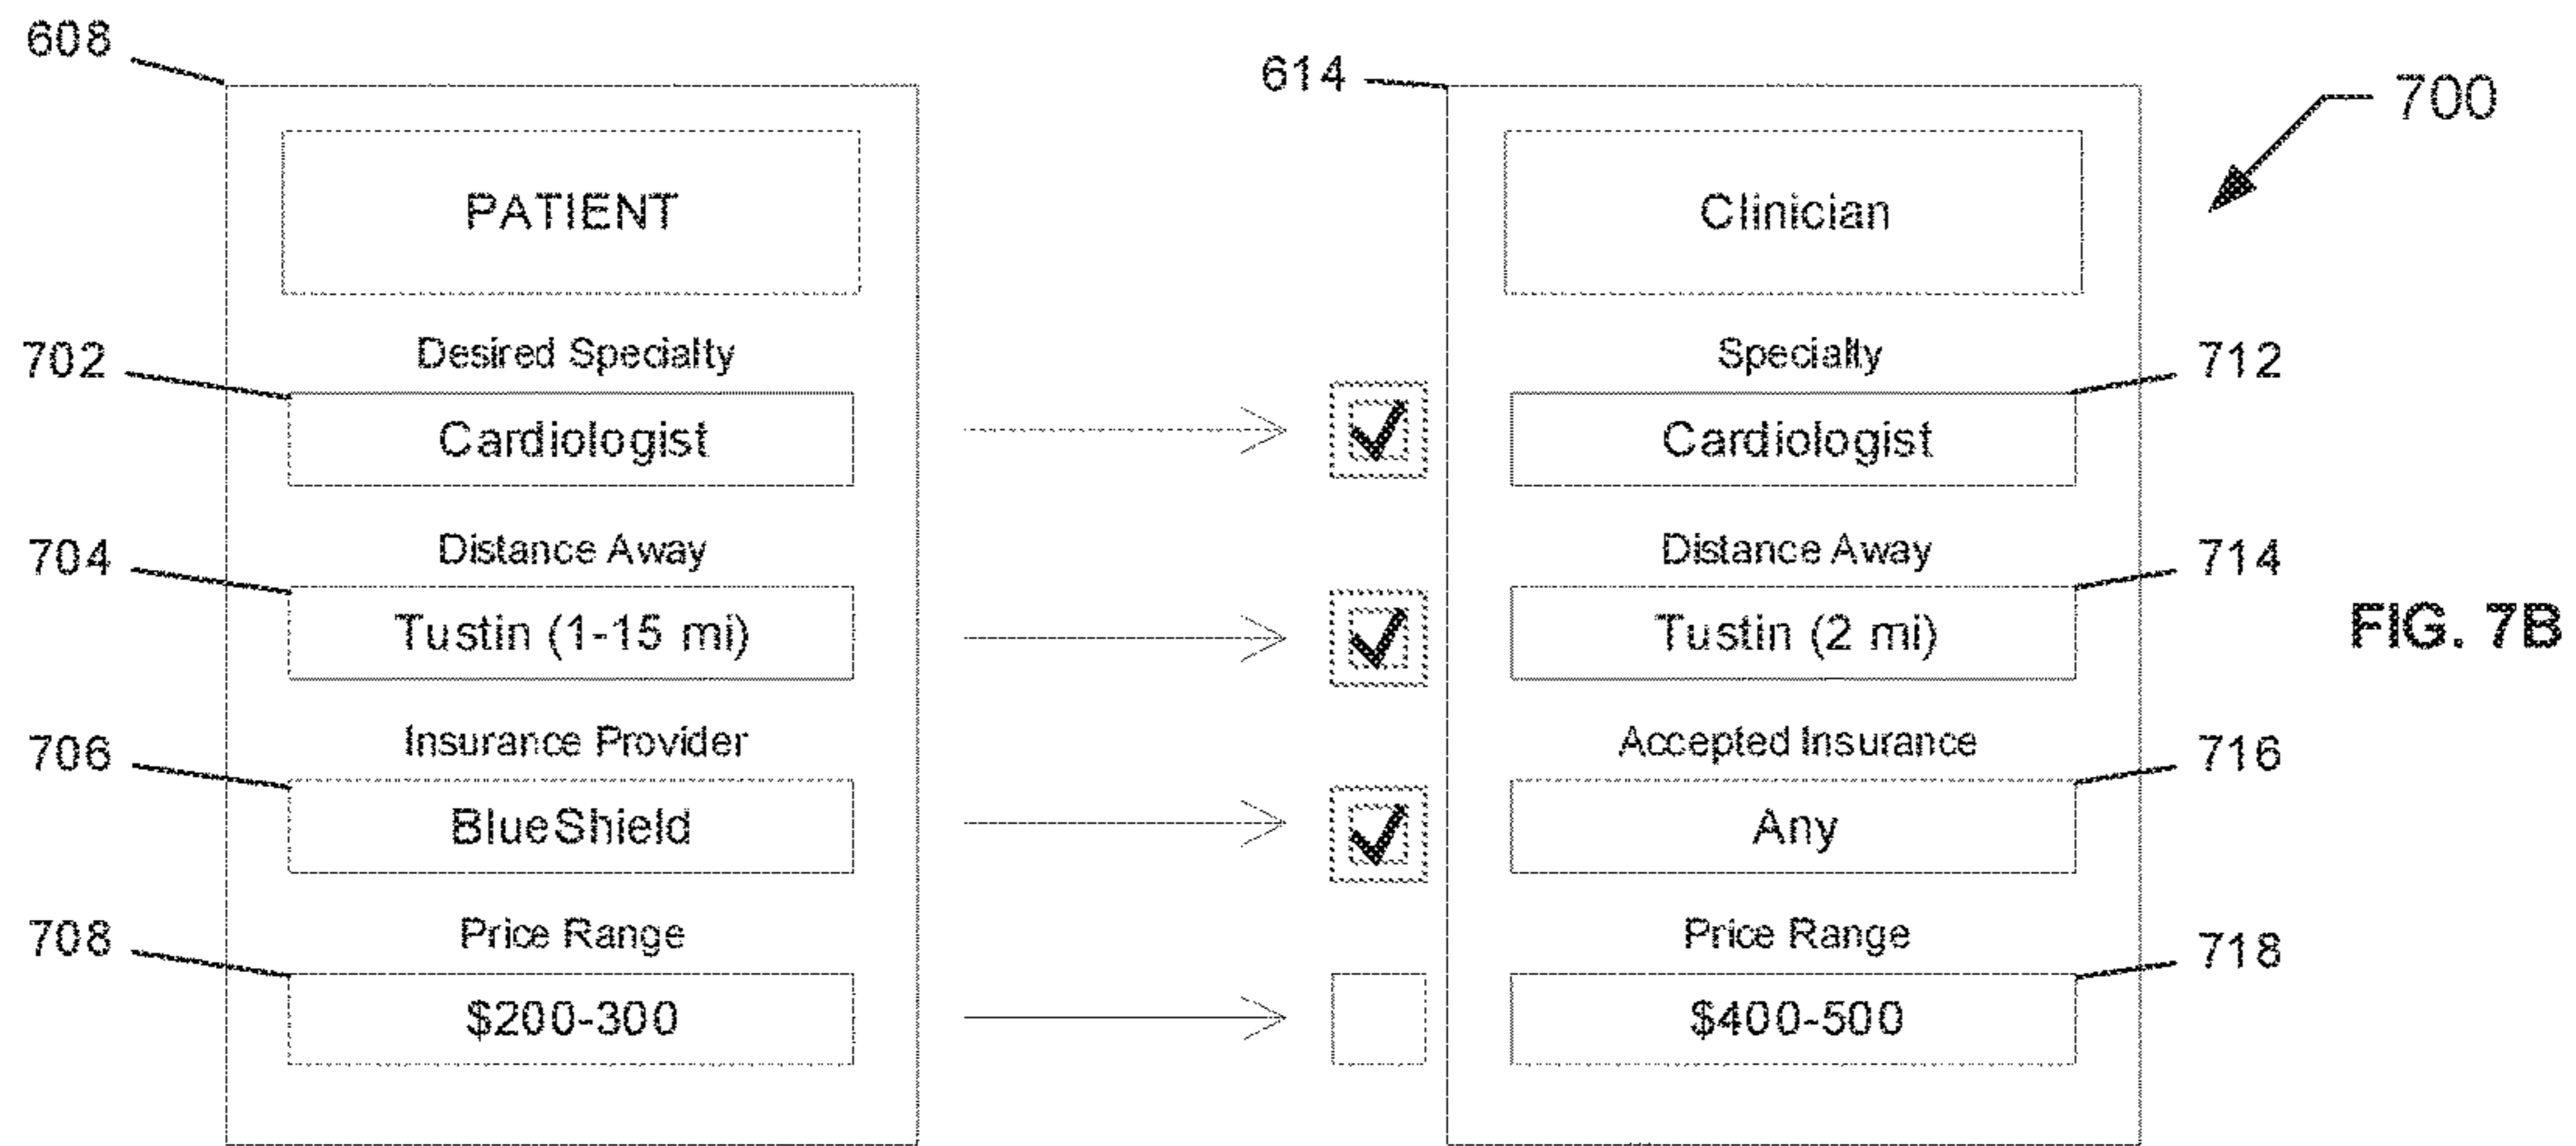 608
614
700
PATIENT
Clinician
702
Desired Specialty
Specialty
712
Cardiologist
Cardiologist
704
Distance Away
Distance Away
714
Tustin (1-15 mi)
Tustin (2 mi)
FIG. 7B
706
Insurance Provider
Accepted Insurance
716
BlueShield
Any
708
Price Range
Price Range
718
$200-300
$400-500